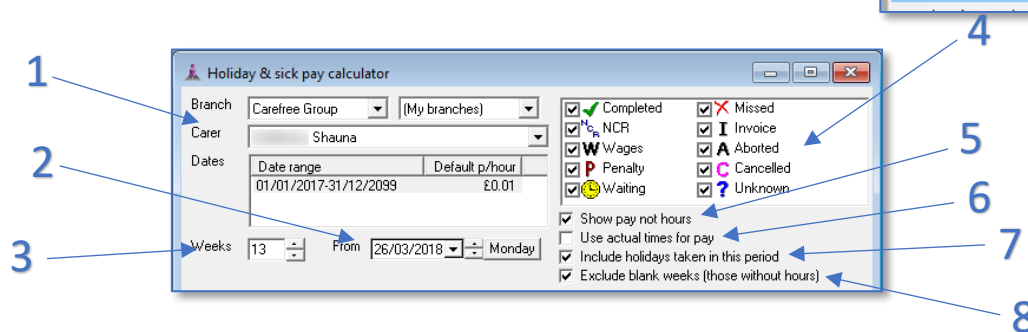 4
1
Holiday & sick pay calculator
Branch Carefree Group (My branches)
Completed Missed
NCR NCR I Invoice
Carer Shauna
W Wages A Aborted
5
Dates Date range Default p/hour
P Penalty C Cancelled
2
01/01/2017-31/12/2099 £0.01
Waiting ? Unknown
6
Show pay not hours
Use actual times for pay
3
Weeks 13 From 26/03/2018 Monday
Include holidays taken in this period
7
Exclude blank weeks (those without hours)
8